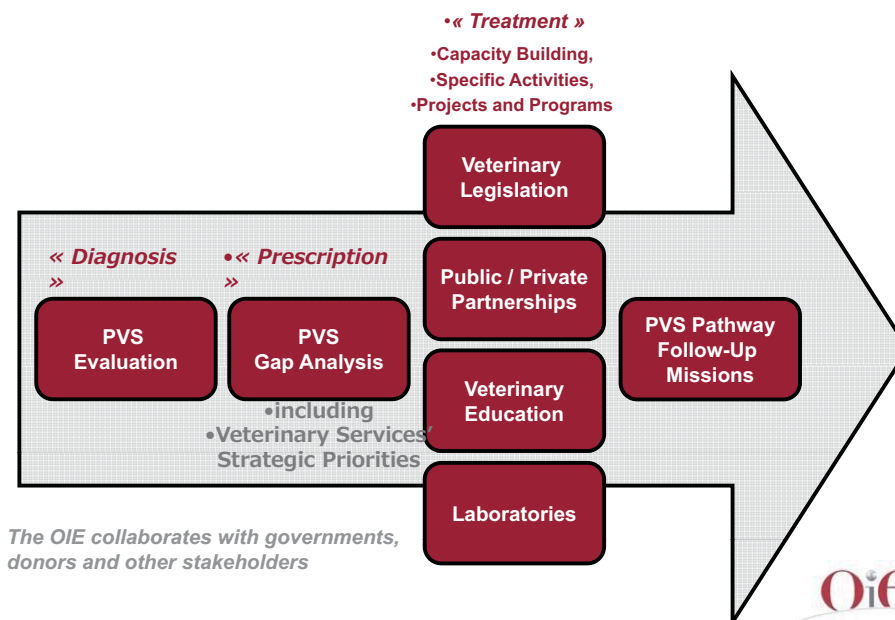 •« Treatment »
•Capacity Building,
•Specific Activities,
•Projects and Programs
Veterinary
Legislation
« Diagnosis
»
•« Prescription
»
Public / Private
Partnerships
PVS
Evaluation
PVS
Gap Analysis
PVS Pathway
Follow-Up
Missions
•including
•Veterinary Services'
Strategic Priorities
Veterinary
Education
Laboratories
The OIE collaborates with governments,
donors and other stakeholders